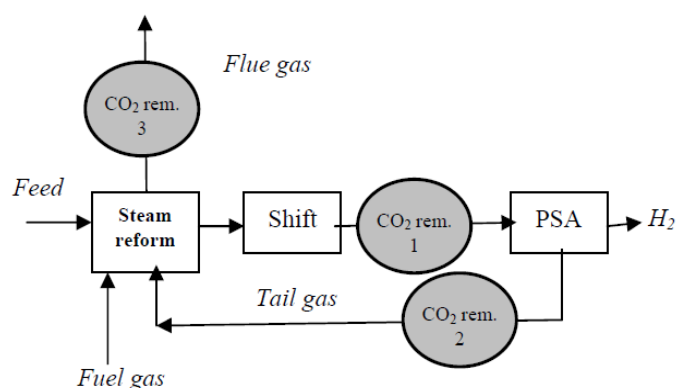 Flue gas
CO₂ rem.
3
Feed
Steam
reform
Shift
CO₂ rem.
1
PSA
H₂
Tail gas
CO₂ rem.
2
Fuel gas